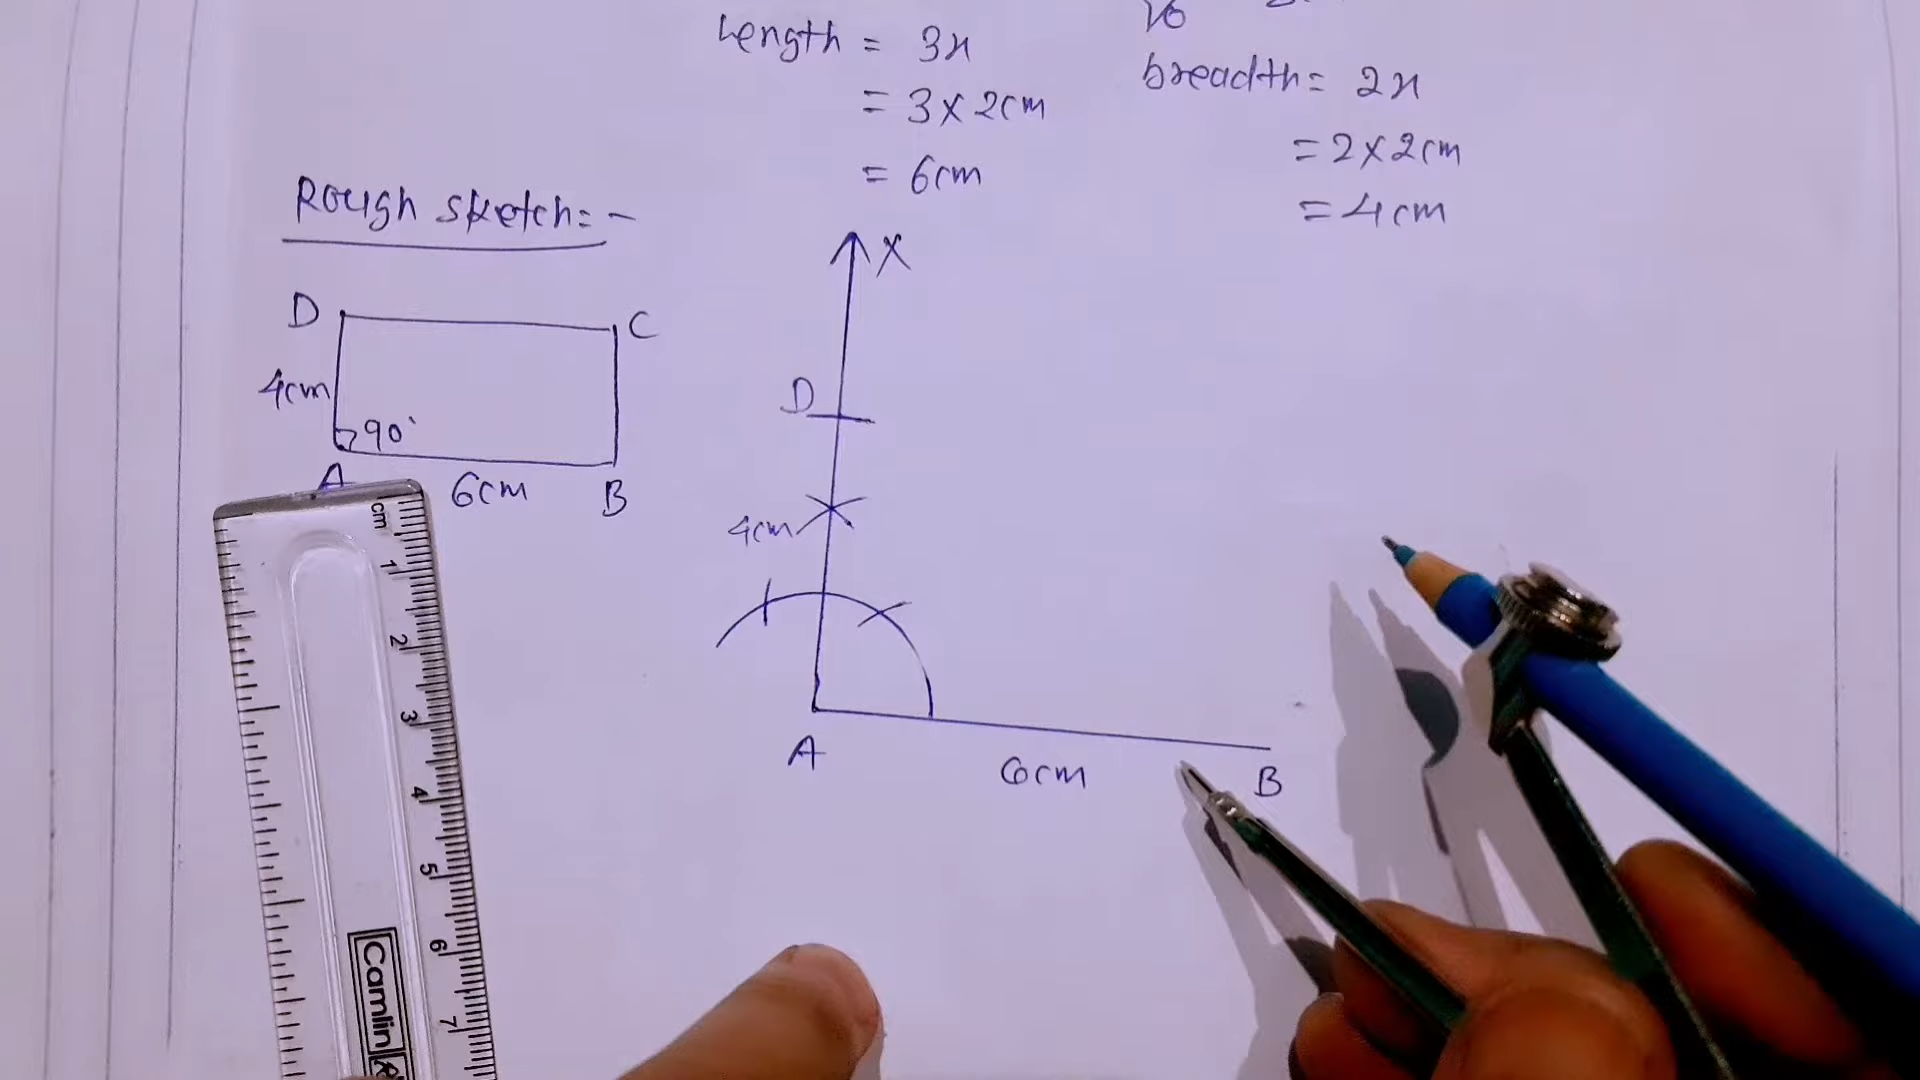 Length = 3x
= 3 × 2cm
= 6cm
breadth = 2x
= 2 × 2cm
= 4cm
Rough sketch:-
D
C
4cm
90°
A
6cm
B
X
D
4cm
A
6cm
B
cm
1
2
3
4
5
6
7
Camlin